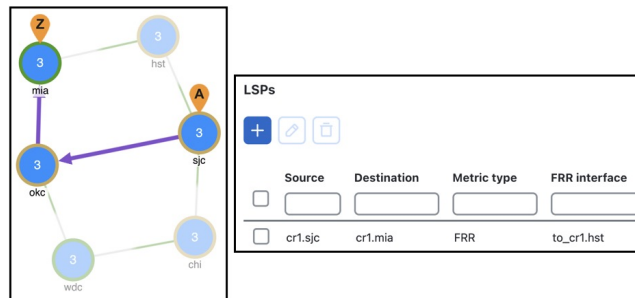 Z
3
mia
3
hst
A
3
sjc
3
okc
3
chi
3
wdc
LSPs
+
Source Destination Metric type FRR interface
cr1.sjc cr1.mia FRR to_cr1.hst